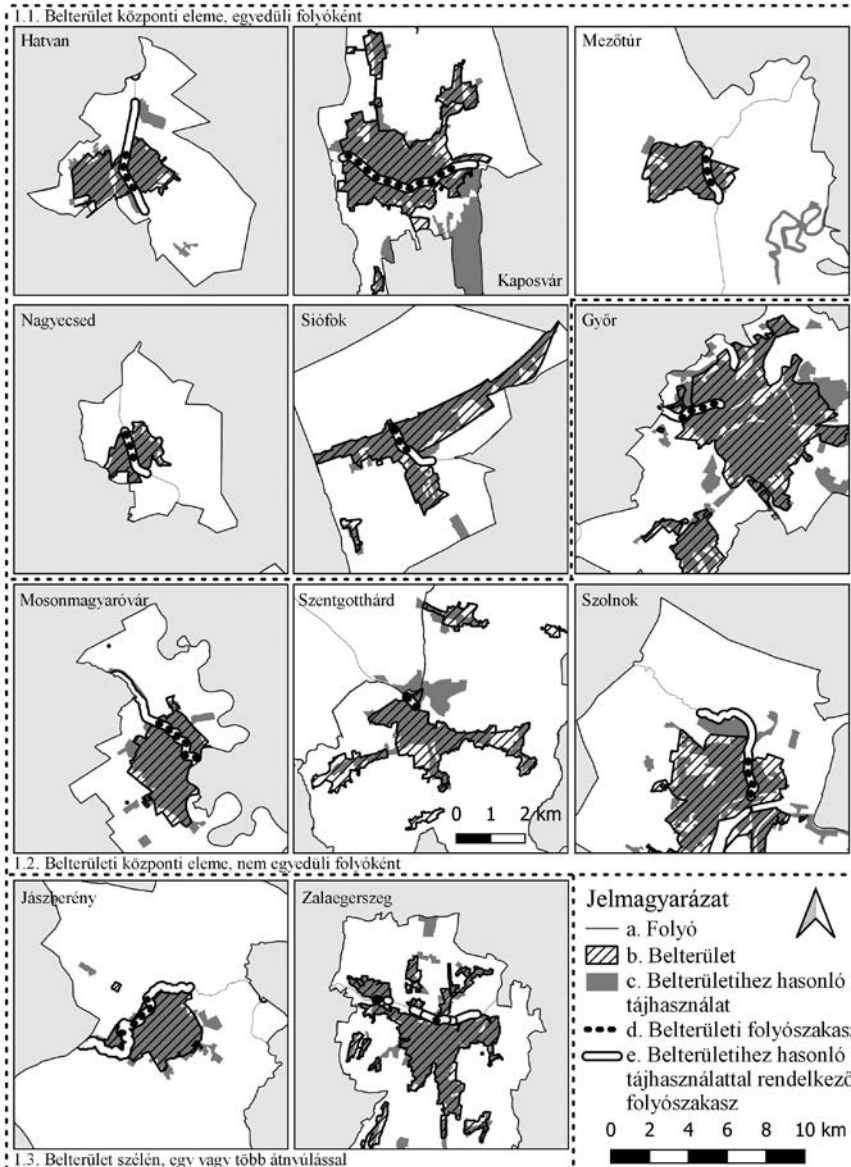 1.1. Belterület központi eleme, egyedüli folyóként
Hatvan
Kaposvár
Mezőtúr
Nagyecsed
Siófok
Győr
Mosonmagyaróvár
Szentgotthárd
0 1 2 km
Szolnok
1.2. Belterületi központi eleme, nem egyedüli folyóként
Jászberény
Zalaegerszeg
1.3. Belterület szélén, egy vagy több átnyúlással
Jelmagyarázat
a. Folyó
b. Belterület
c. Belterületihez hasonló
tájhasználat
d. Belterületi folyószakasz
e. Belterületihez hasonló
tájhasználattal rendelkező
folyószakasz
0 2 4 6 8 10 km